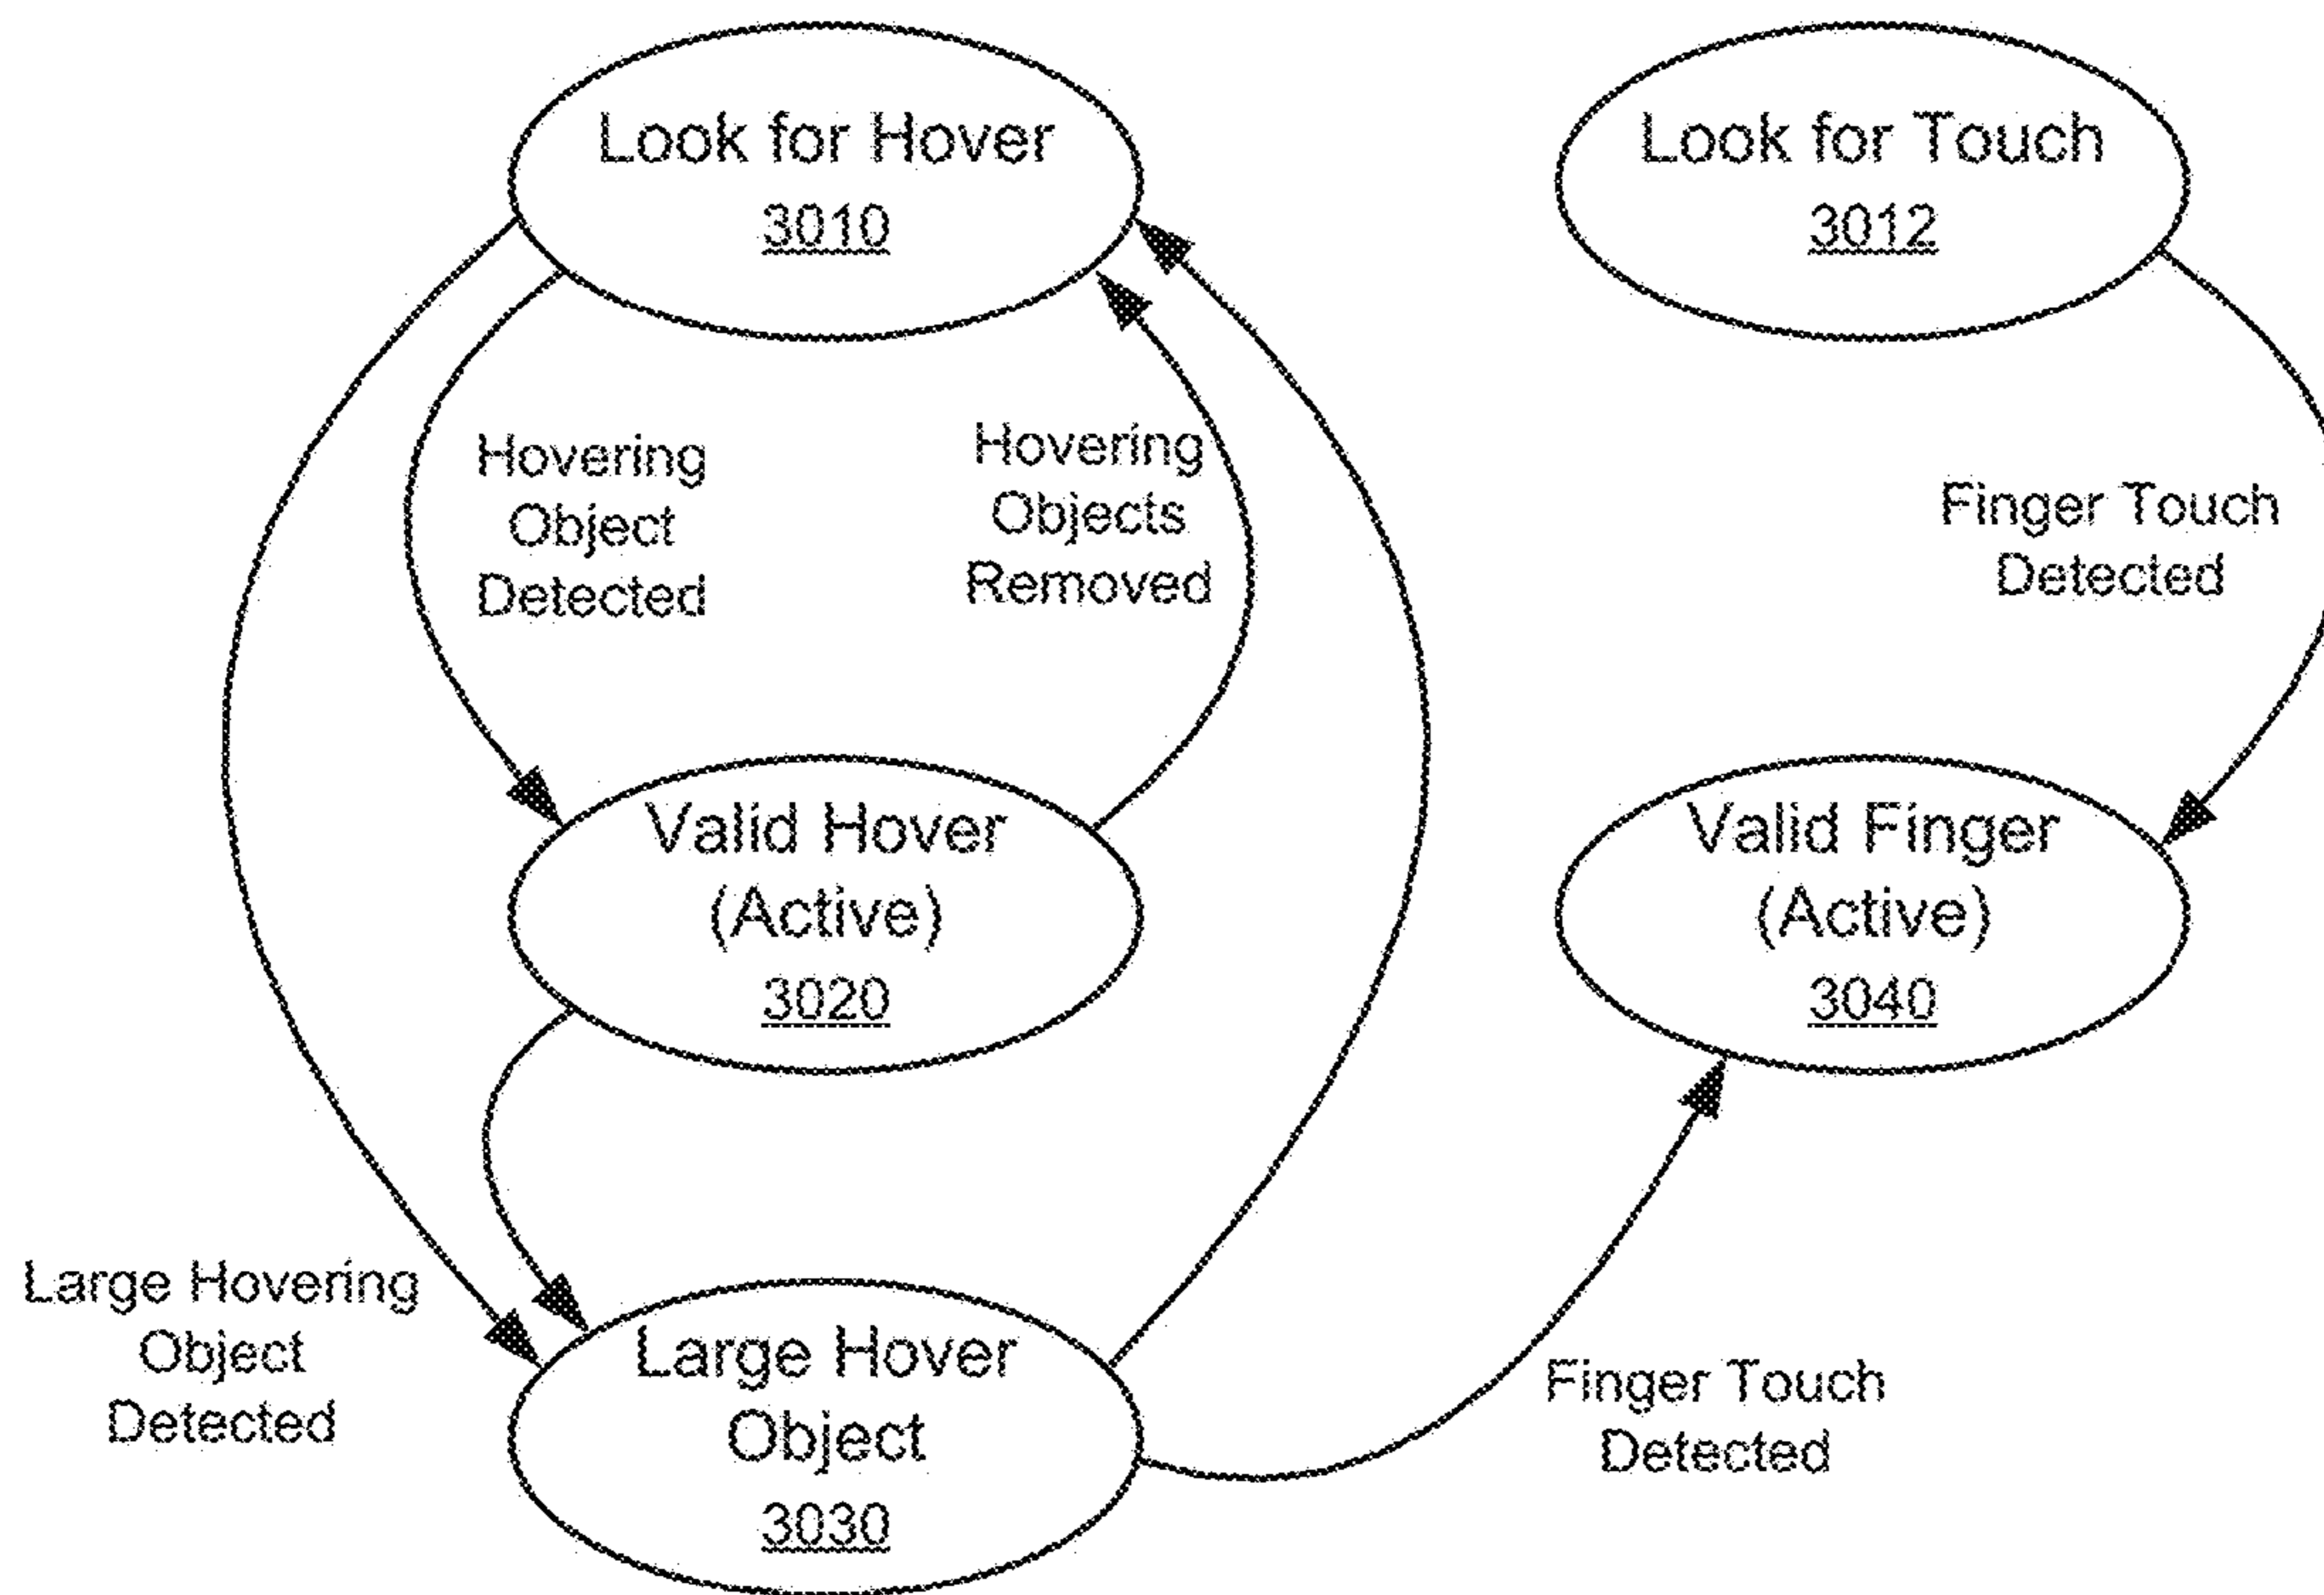 Look for Hover
3010
Look for Touch
3012
Hovering
Object
Detected
Hovering
Objects
Removed
Finger Touch
Detected
Valid Hover
(Active)
3020
Valid Finger
(Active)
3040
Large Hovering
Object
Detected
Large Hover
Object
3030
Finger Touch
Detected